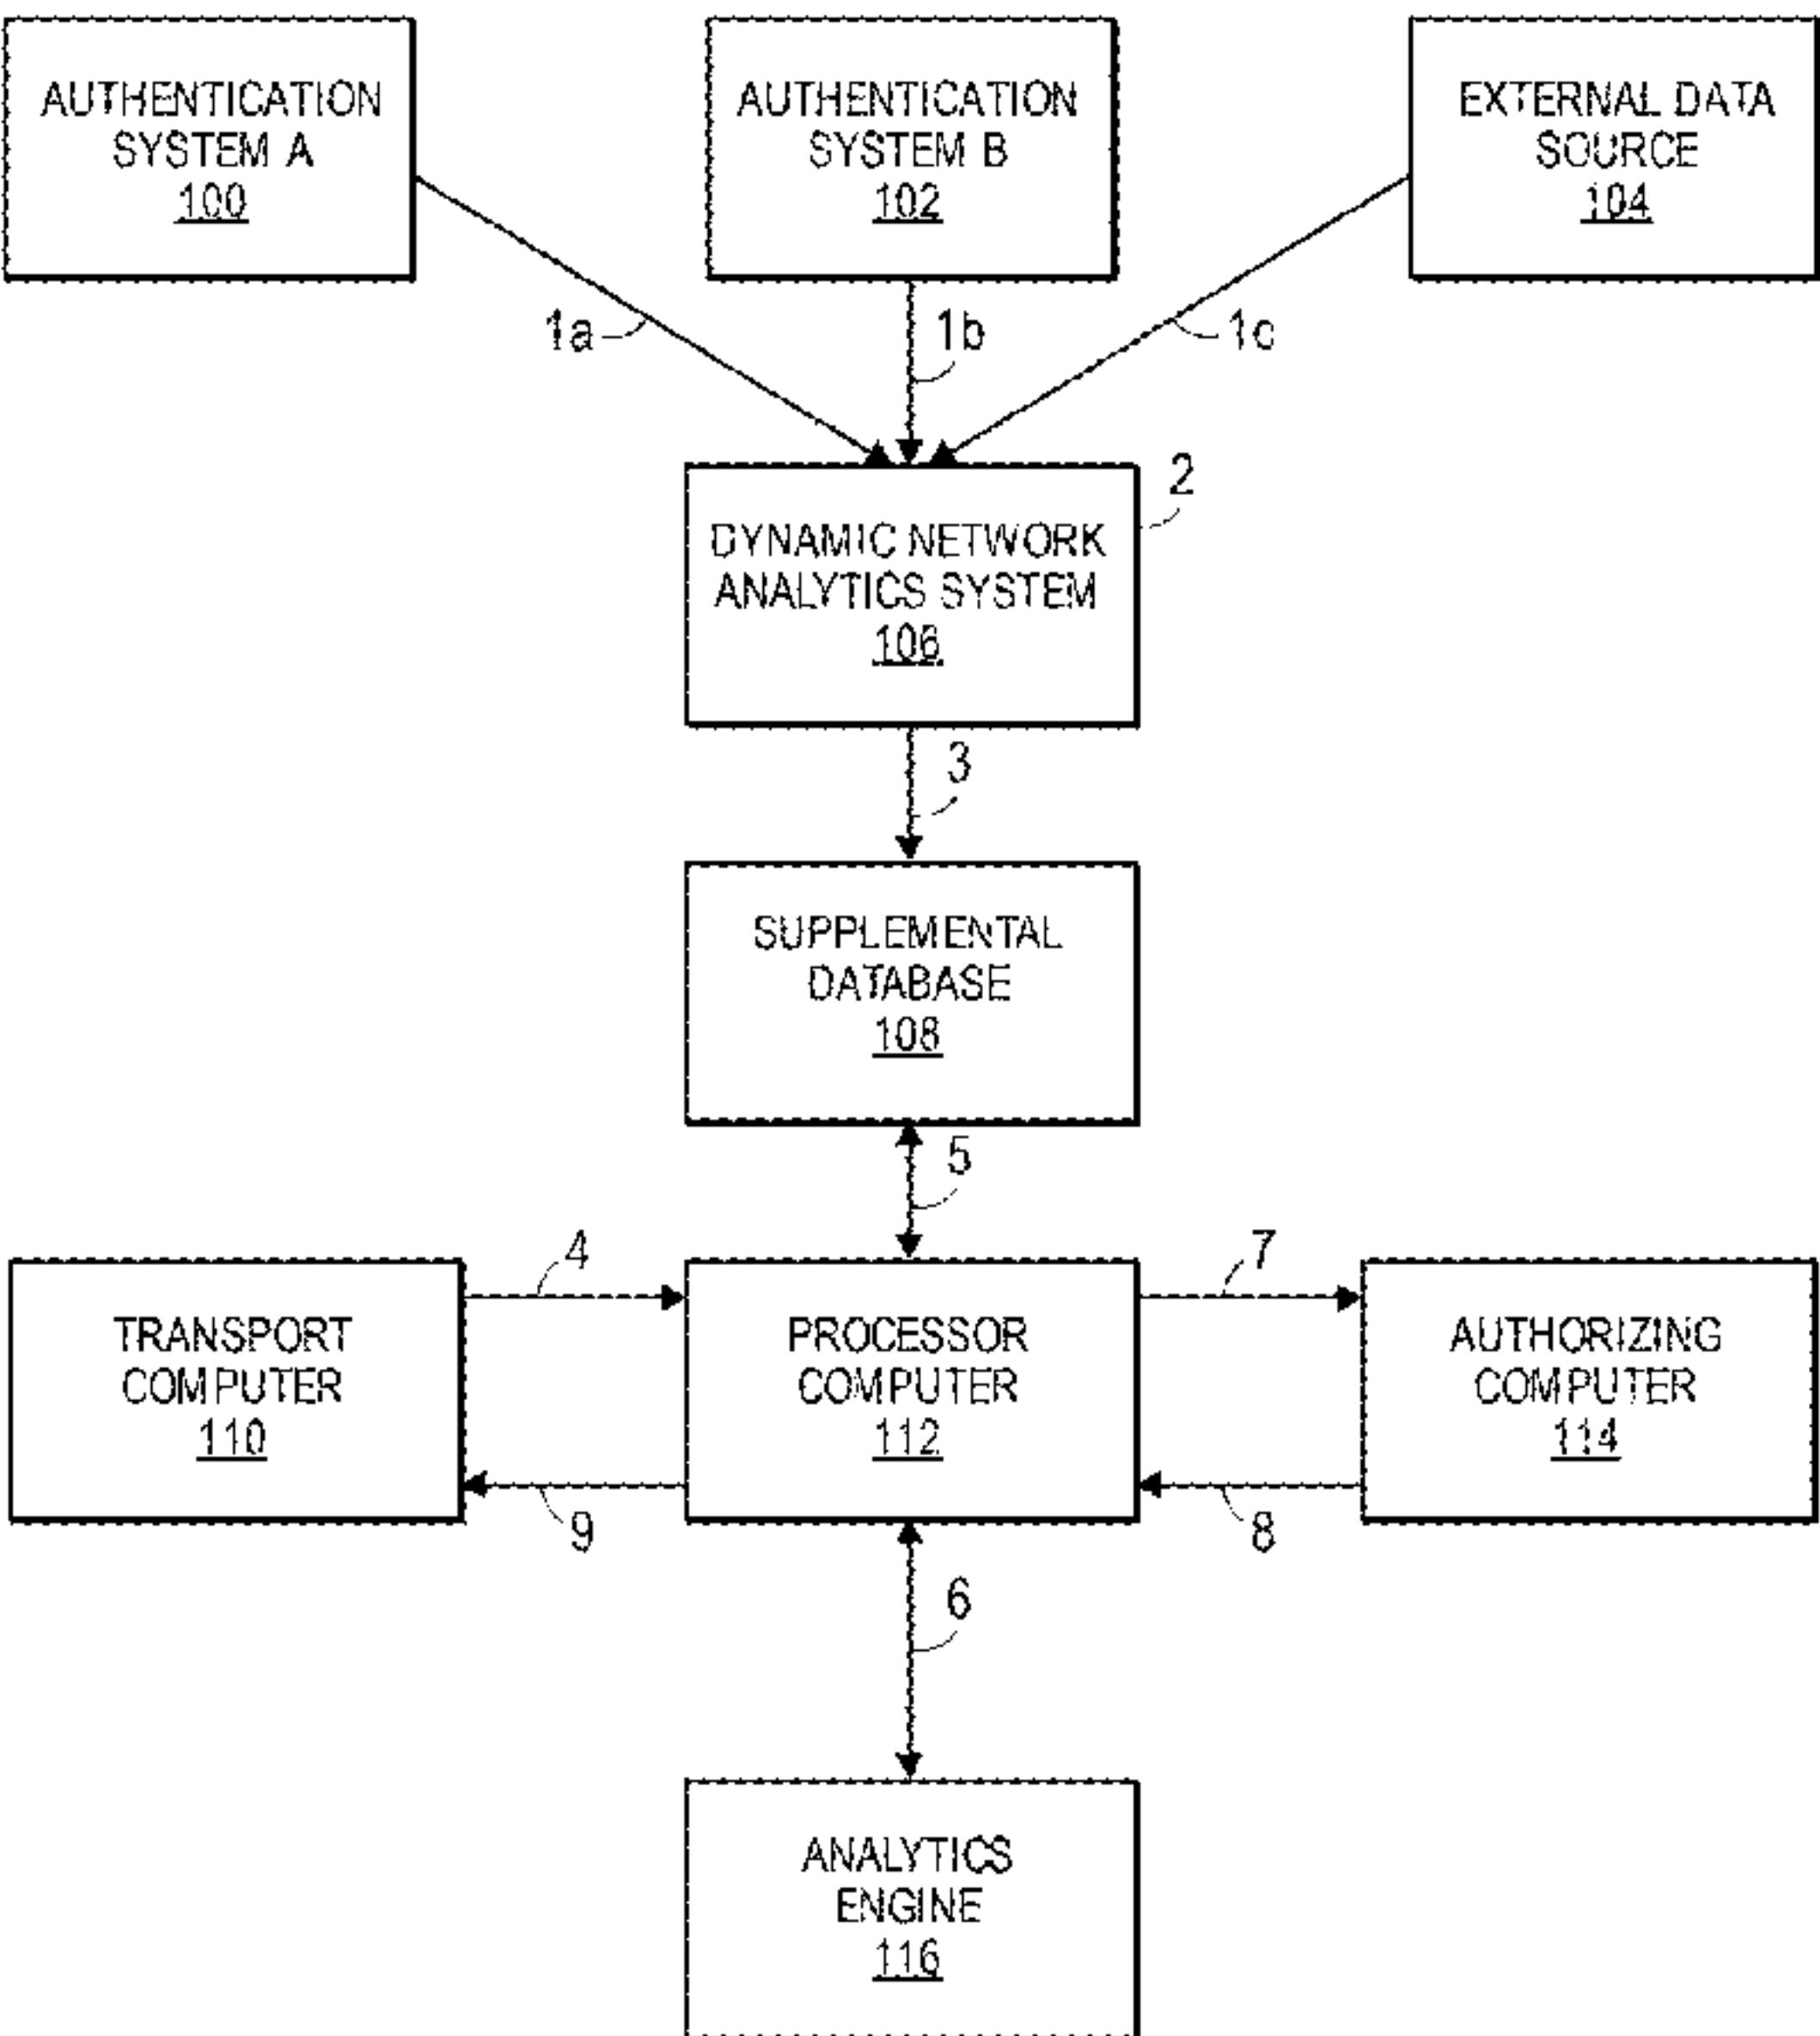 AUTHENTICATION
SYSTEM A
100
AUTHENTICATION
SYSTEM B
102
EXTERNAL DATA
SOURCE
104
1a
1b
1c
2
DYNAMIC NETWORK
ANALYTICS SYSTEM
106
3
SUPPLEMENTAL
DATABASE
108
5
4
7
TRANSPORT
COMPUTER
110
PROCESSOR
COMPUTER
112
AUTHORIZING
COMPUTER
114
9
8
6
ANALYTICS
ENGINE
116